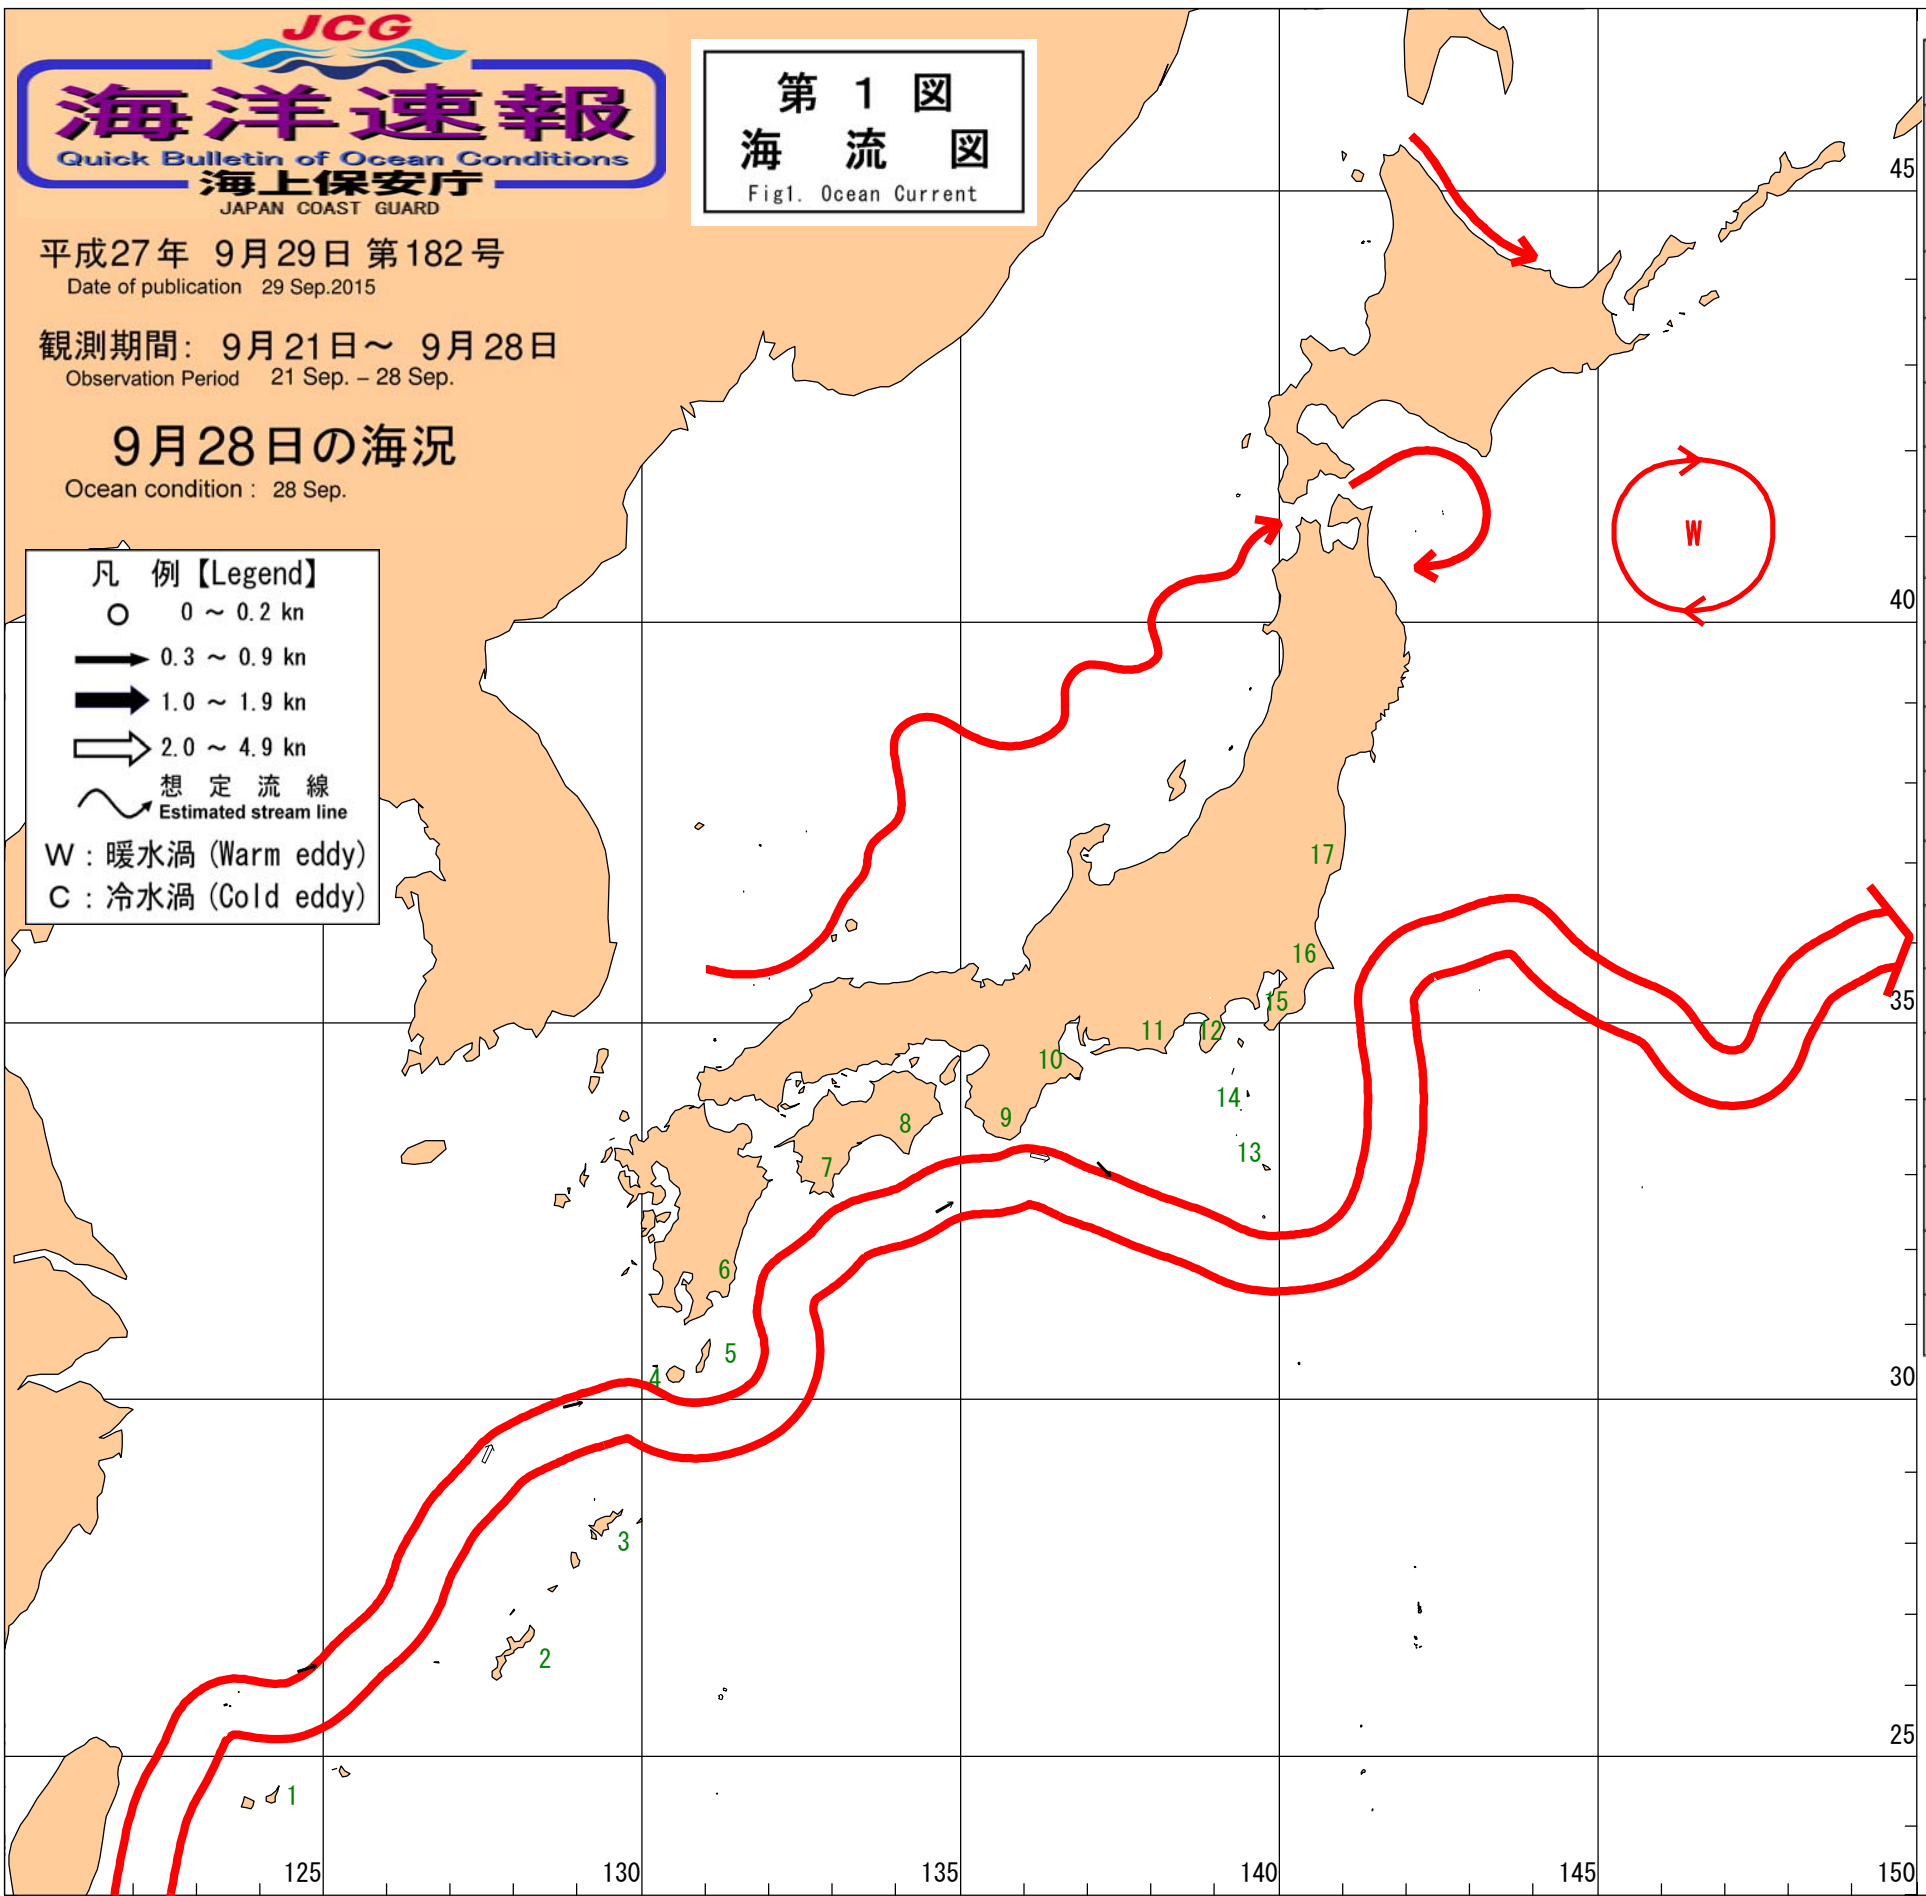 JCG
海洋速報
Quick Bulletin of Ocean Conditions
海上保安庁
JAPAN COAST GUARD
平成27年 9月29日 第182号
Date of publication 29 Sep.2015
観測期間: 9月21日～ 9月28日
Observation Period 21 Sep. – 28 Sep.
9月28日の海況
Ocean condition : 28 Sep.
第 1 図
海 流 図
Fig1. Ocean Current
凡 例【Legend】
0 ～ 0.2 kn
0.3 ～ 0.9 kn
1.0 ～ 1.9 kn
2.0 ～ 4.9 kn
想 定 流 線
Estimated stream line
W : 暖水渦 (Warm eddy)
C : 冷水渦 (Cold eddy)
45
W
40
17
16
35
15
12
11
10
14
9
8
13
7
6
5
4
30
3
2
25
1
125
130
135
140
145
150